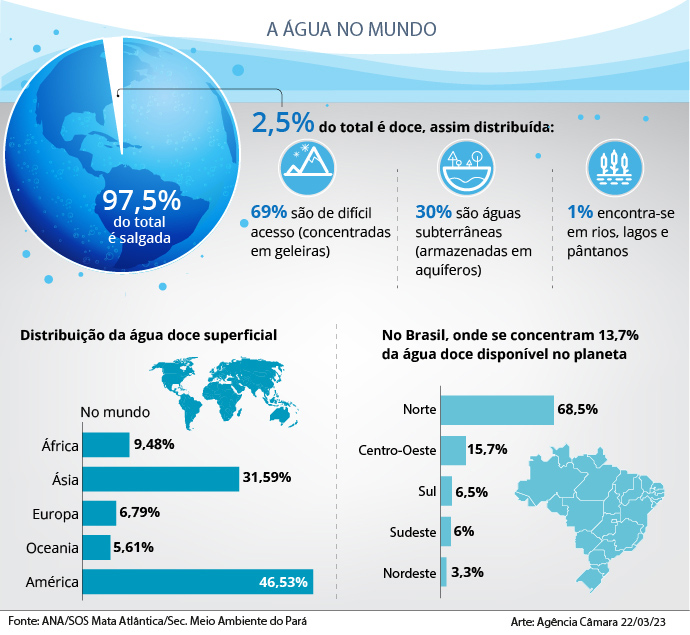 A ÁGUA NO MUNDO
2,5% do total é doce, assim distribuída:
97,5%
do total
é salgada
69% são de difícil
acesso (concentradas
em geleiras)
30% são águas
subterrâneas
(armazenadas em
aquíferos)
1% encontra-se
em rios, lagos e
pântanos
Distribuição da água doce superficial
No mundo
África 9,48%
Ásia 31,59%
Europa 6,79%
Oceania 5,61%
América 46,53%
No Brasil, onde se concentram 13,7%
da água doce disponível no planeta
Norte 68,5%
Centro-Oeste 15,7%
Sul 6,5%
Sudeste 6%
Nordeste 3,3%
Fonte: ANA/SOS Mata Atlântica/Sec. Meio Ambiente do Pará
Arte: Agência Câmara 22/03/23